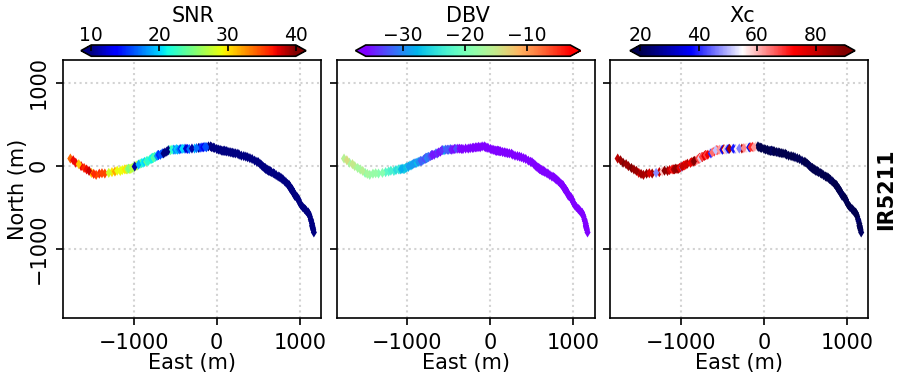 SNR DBV Xc
10 20 30 40 −30 −20 −10 20 40 60 80
1000
0
−1000
North (m)
IR5211
−1000 0 1000 −1000 0 1000 −1000 0 1000
East (m) East (m) East (m)